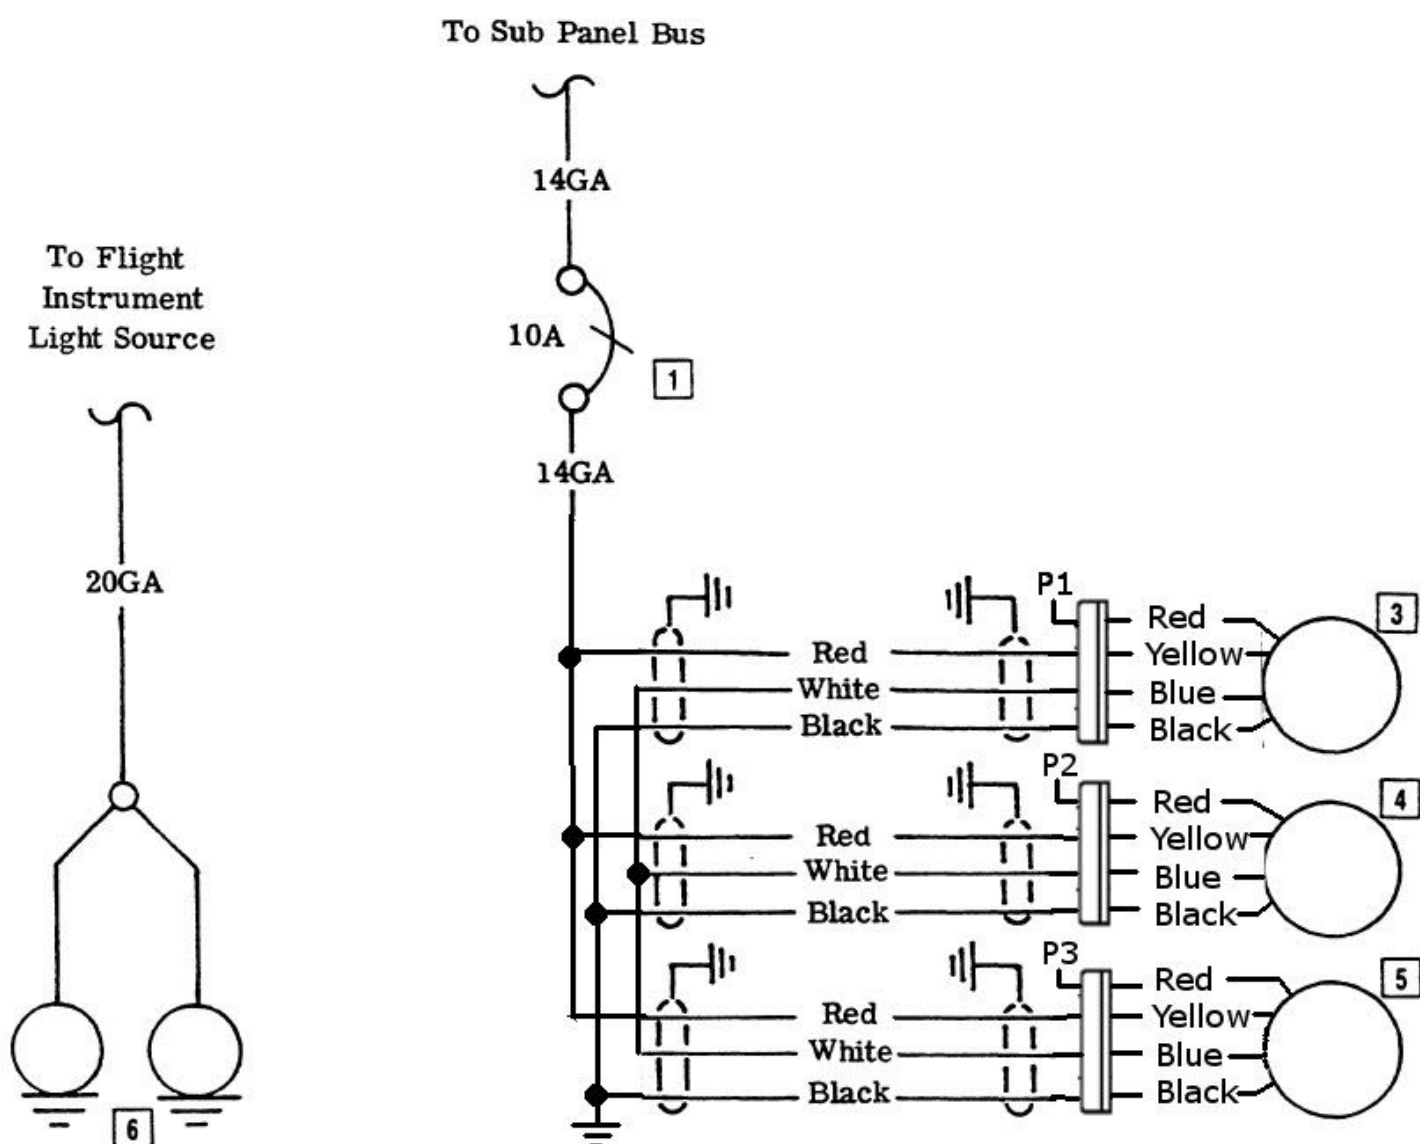 To Sub Panel Bus
14GA
To Flight
Instrument
Light Source
10A
1
14GA
20GA
P1
Red
3
Red
Yellow
White
Blue
Black
Black
P2
Red
4
Red
Yellow
White
Blue
Black
Black
P3
Red
5
Red
Yellow
White
Blue
Black
Black
6